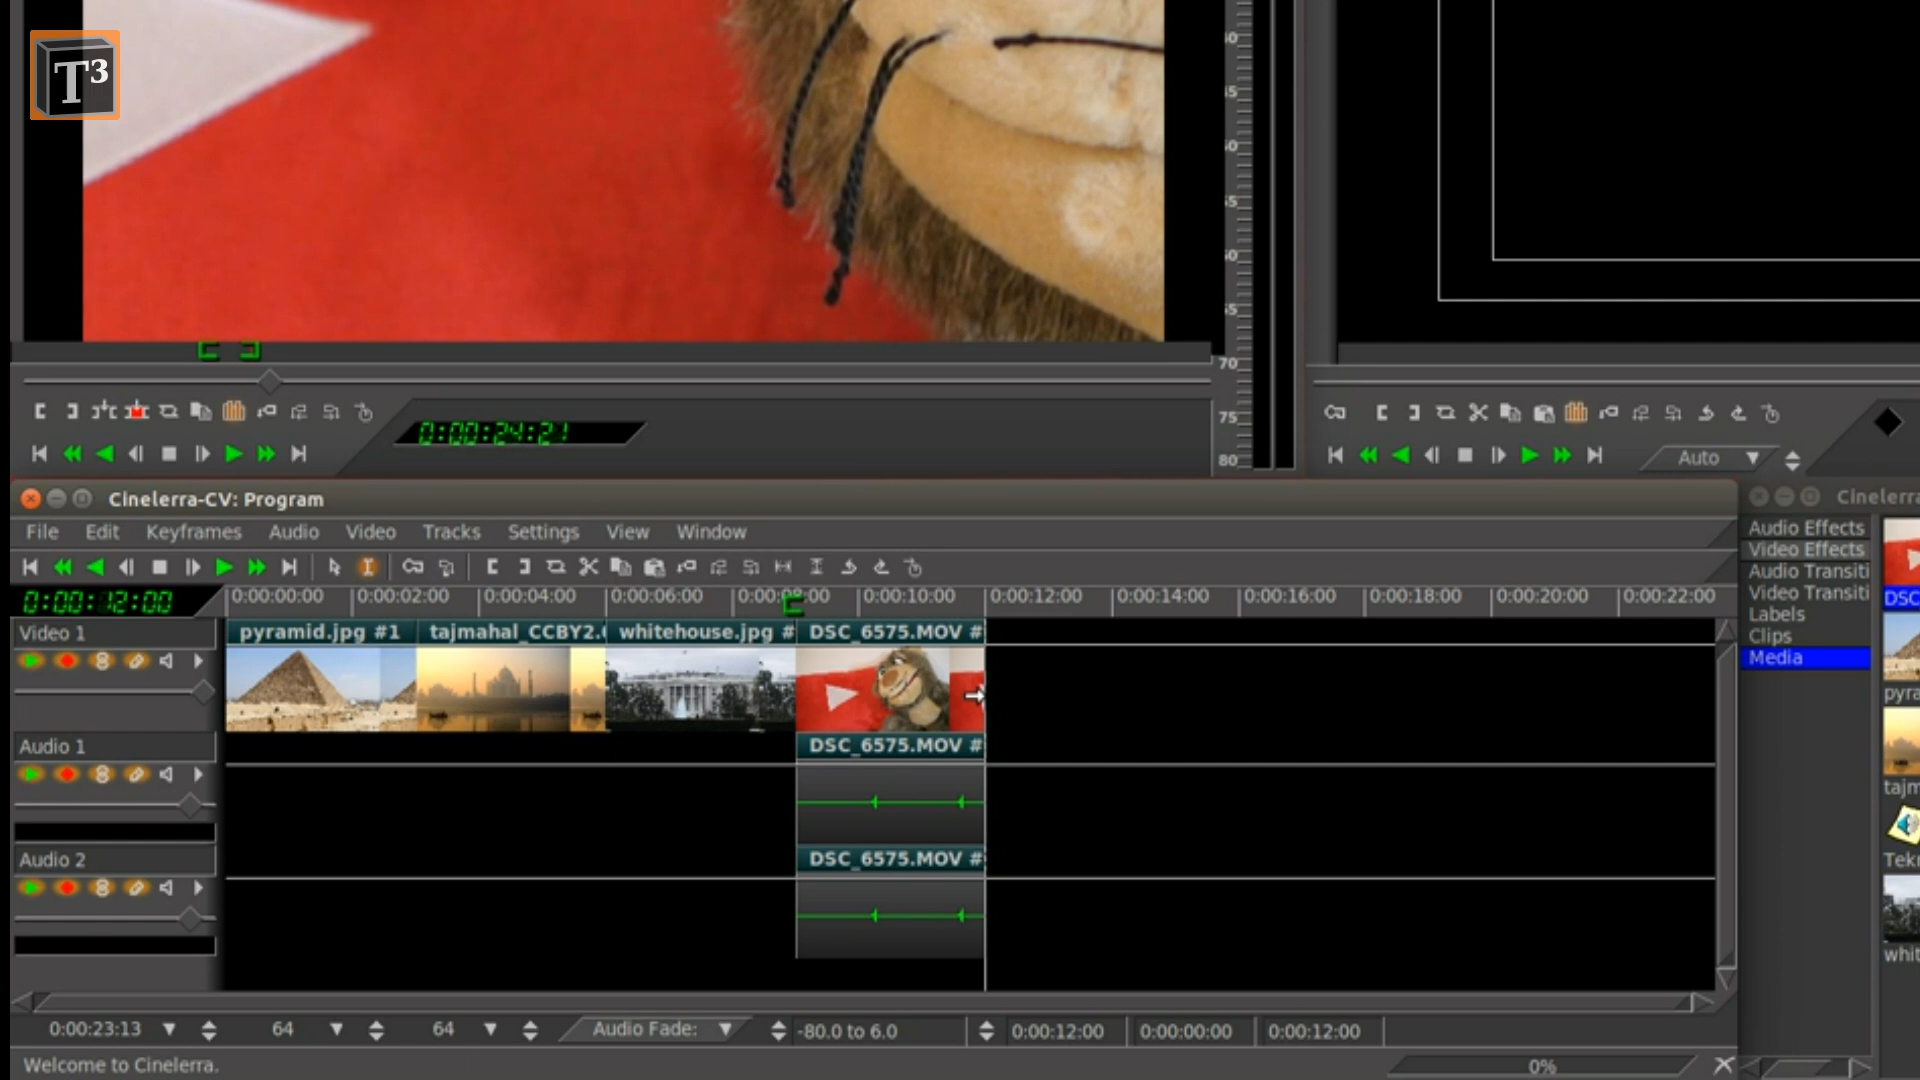 T³
70
75
80
0:00:24:21
Auto
Cinelerra-CV: Program
File Edit Keyframes Audio Video Tracks Settings View Window
0:00:12:00
0:00:00:00 0:00:02:00 0:00:04:00 0:00:06:00 0:00:10:00 0:00:12:00 0:00:14:00 0:00:16:00 0:00:18:00 0:00:20:00 0:00:22:00
Video 1
pyramid.jpg #1 tajmahal_CCBY2. whitehouse.jpg # DSC_6575.MOV #
Audio 1
DSC_6575.MOV #
Audio 2
DSC_6575.MOV #
0:00:23:13 64 64 Audio Fade: -80.0 to 6.0 0:00:12:00 0:00:00:00 0:00:12:00
Welcome to Cinelerra.
0%
Cinelerra
Audio Effects
Video Effects
Audio Transiti
Video Transiti
Labels
Clips
Media
DSC
pyra
tajm
Tekn
whit